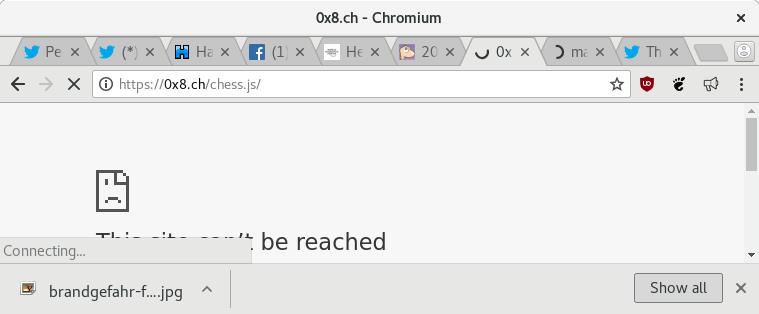 0x8.ch - Chromium
Pe (*) Ha (1) He 20 0x ma Th
https://0x8.ch/chess.js/
This site can't be reached
Connecting...
brandgefahr-f....jpg
Show all